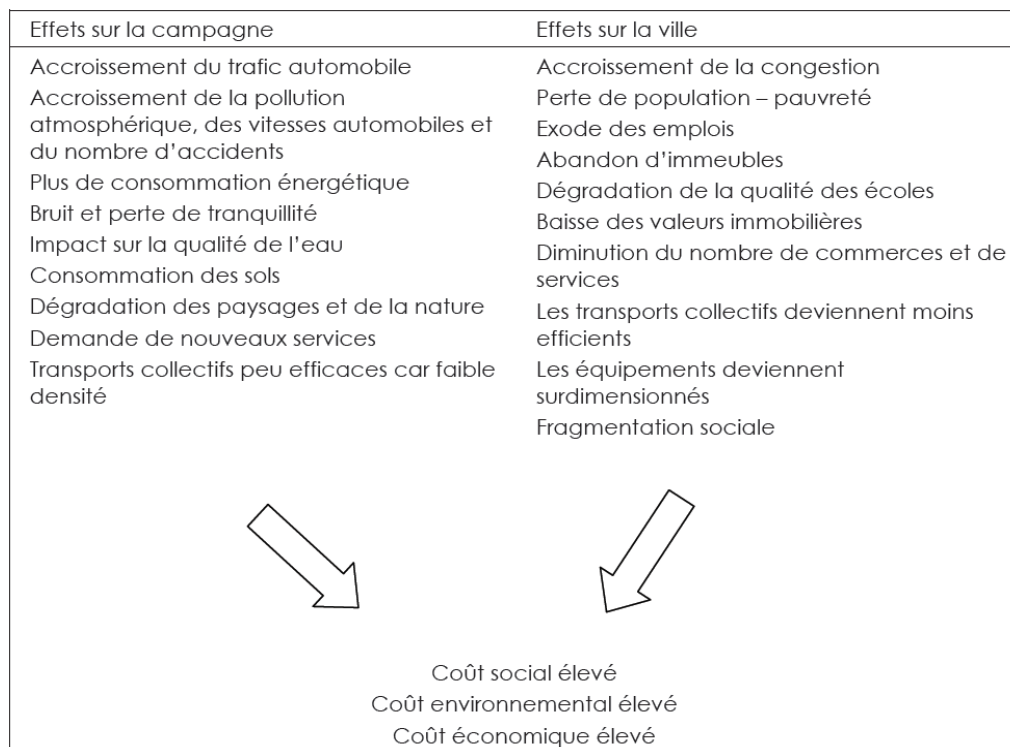 Effets sur la campagne
Accroissement du trafic automobile
Accroissement de la pollution
atmosphérique, des vitesses automobiles et
du nombre d’accidents
Plus de consommation énergétique
Bruit et perte de tranquillité
Impact sur la qualité de l’eau
Consommation des sols
Dégradation des paysages et de la nature
Demande de nouveaux services
Transports collectifs peu efficaces car faible
densité
Effets sur la ville
Accroissement de la congestion
Perte de population – pauvreté
Exode des emplois
Abandon d’immeubles
Dégradation de la qualité des écoles
Baisse des valeurs immobilières
Diminution du nombre de commerces et de
services
Les transports collectifs deviennent moins
efficients
Les équipements deviennent
surdimensionnés
Fragmentation sociale
Coût social élevé
Coût environnemental élevé
Coût économique élevé